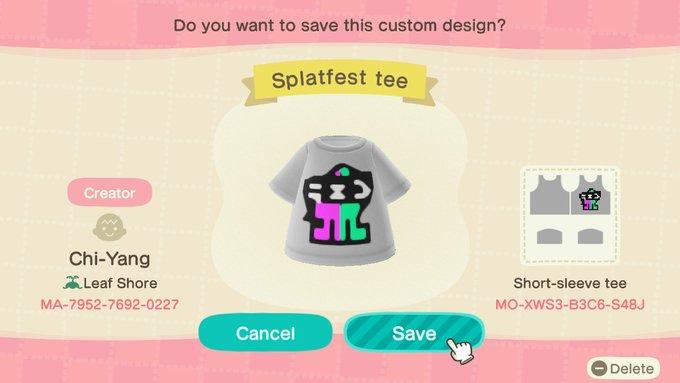 Do you want to save this custom design?
Splatfest tee
Creator
Chi-Yang
Leaf Shore
MA-7952-7692-0227
Short-sleeve tee
MO-XWS3-B3C6-S48J
Cancel
Save
Delete